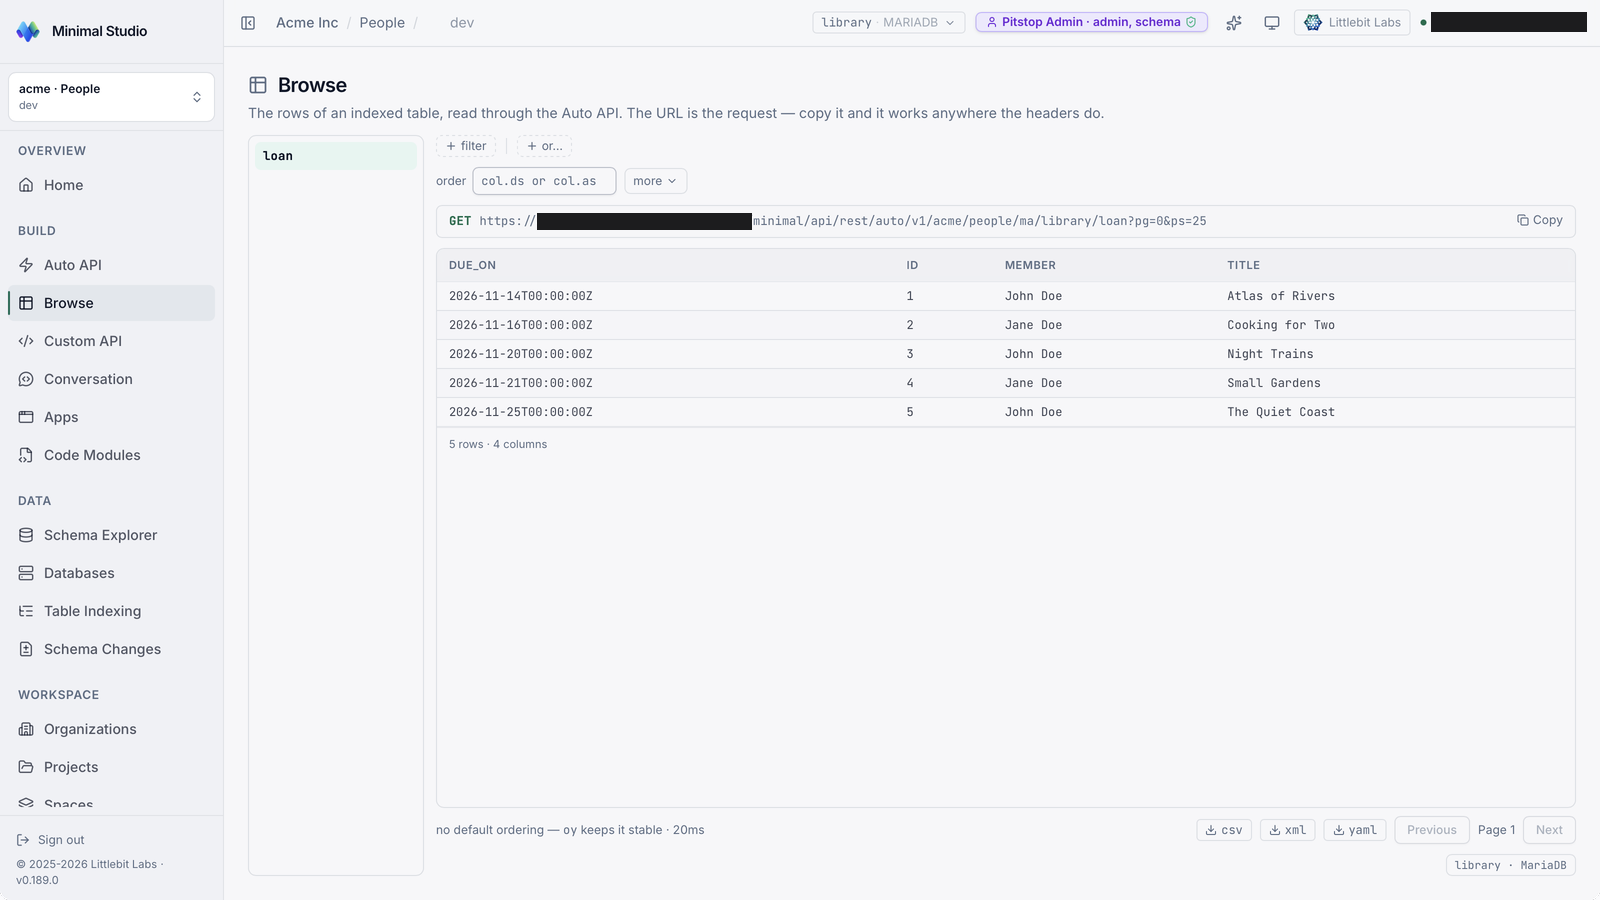 Minimal Studio
acme · People
dev
OVERVIEW
Home
BUILD
Auto API
Browse
Custom API
Conversation
Apps
Code Modules
DATA
Schema Explorer
Databases
Table Indexing
Schema Changes
WORKSPACE
Organizations
Projects
Spaces
Sign out
© 2025-2026 Littlebit Labs ·
v0.189.0
Acme Inc / People / dev
library · MARIADB
Pitstop Admin · admin, schema
Littlebit Labs
Browse
The rows of an indexed table, read through the Auto API. The URL is the request — copy it and it works anywhere the headers do.
loan
+ filter
+ or...
order col.ds or col.as more
GET https:// minimal/api/rest/auto/v1/acme/people/ma/library/loan?pg=0&ps=25 Copy
DUE_ON ID MEMBER TITLE
2026-11-14T00:00:00Z 1 John Doe Atlas of Rivers
2026-11-16T00:00:00Z 2 Jane Doe Cooking for Two
2026-11-20T00:00:00Z 3 John Doe Night Trains
2026-11-21T00:00:00Z 4 Jane Doe Small Gardens
2026-11-25T00:00:00Z 5 John Doe The Quiet Coast
5 rows · 4 columns
no default ordering — oy keeps it stable · 20ms
csv xml yaml Previous Page 1 Next
library · MariaDB